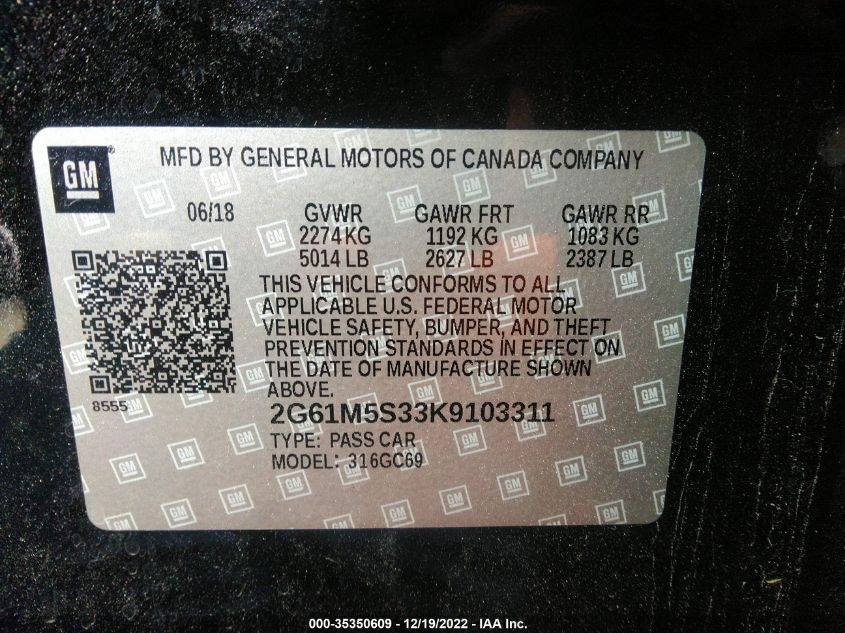 GM
MFD BY GENERAL MOTORS OF CANADA COMPANY
06/18 GVWR GAWR FRT GAWR RR
2274 KG 1192 KG 1083 KG
5014 LB 2627 LB 2387 LB
THIS VEHICLE CONFORMS TO ALL
APPLICABLE U.S. FEDERAL MOTOR
VEHICLE SAFETY, BUMPER, AND THEFT
PREVENTION STANDARDS IN EFFECT ON
THE DATE OF MANUFACTURE SHOWN
ABOVE.
8555
2G61M5S33K9103311
TYPE: PASS CAR
MODEL: 316GC69
000-35350609 - 12/19/2022 - IAA Inc.